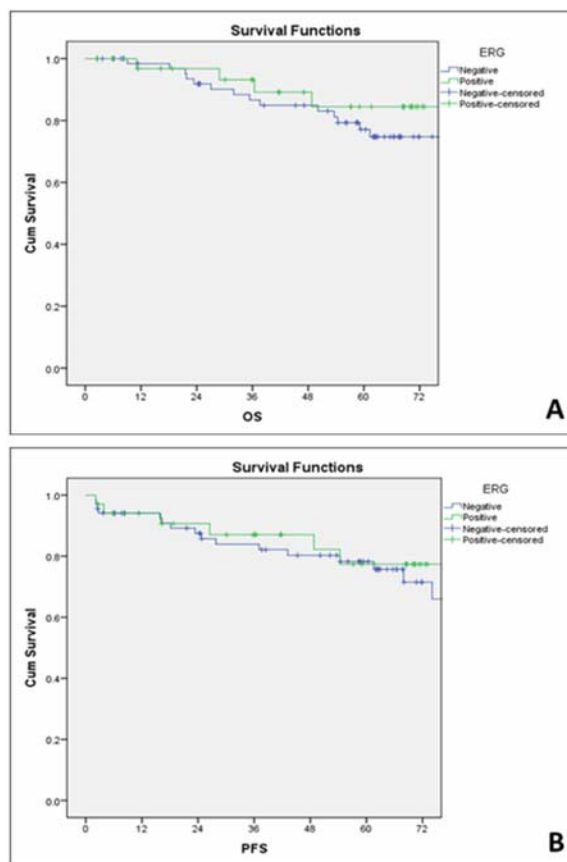 Survival Functions
ERG
Negative
Positive
Negative-censored
Positive-censored
1.0
0.8
0.6
0.4
0.2
0.0
Cum Survival
0 12 24 36 48 60 72
OS
A
Survival Functions
ERG
Negative
Positive
Negative-censored
Positive-censored
1.0
0.8
0.6
0.4
0.2
0.0
Cum Survival
0 12 24 36 48 60 72
PFS
B